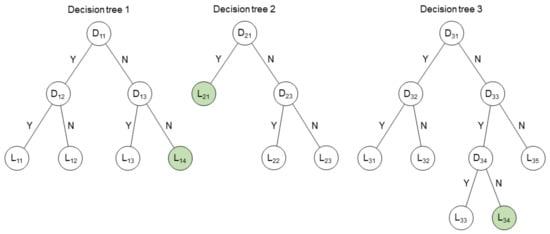 Decision tree 1 Decision tree 2 Decision tree 3
D11 D21 D31
Y N Y N Y N
D12 D13 L21 D23 D32 D33
Y N Y N Y N Y N Y N
L11 L12 L13 L14 L22 L23 L31 L32 D34 L35
Y N
L33 L34